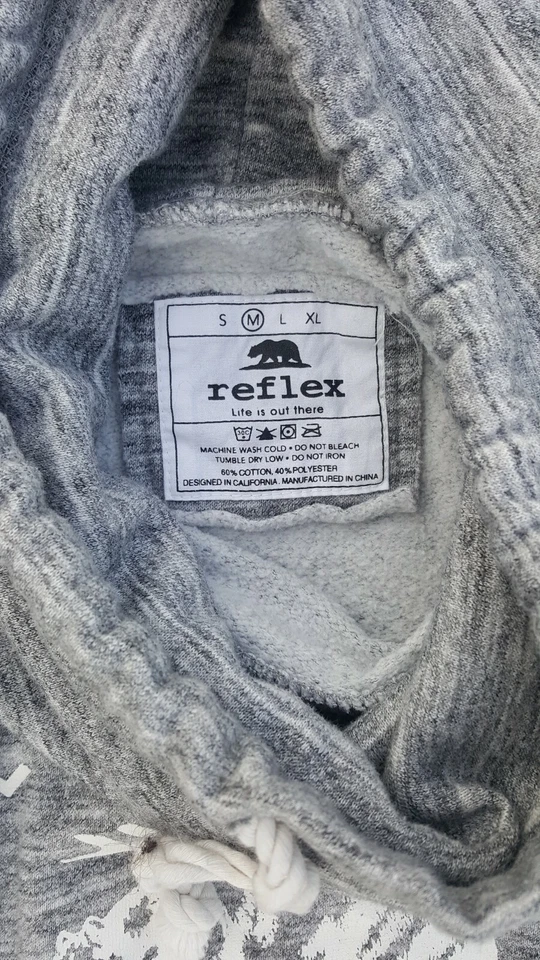 S M L XL
reflex
Life is out there
30C
MACHINE WASH COLD • DO NOT BLEACH
TUMBLE DRY LOW • DO NOT IRON
60% COTTON, 40% POLYESTER
DESIGNED IN CALIFORNIA. MANUFACTURED IN CHINA